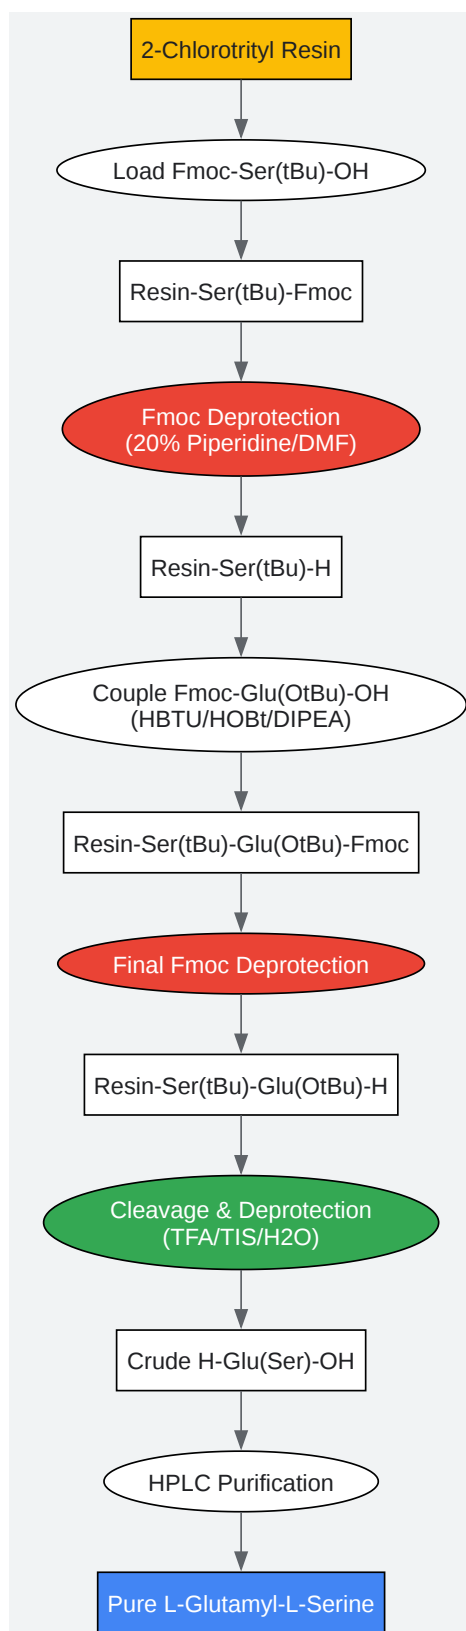 2-Chlorotrityl Resin
Load Fmoc-Ser(tBu)-OH
Resin-Ser(tBu)-Fmoc
Fmoc Deprotection
(20% Piperidine/DMF)
Resin-Ser(tBu)-H
Couple Fmoc-Glu(OtBu)-OH
(HBTU/HOBt/DIPEA)
Resin-Ser(tBu)-Glu(OtBu)-Fmoc
Final Fmoc Deprotection
Resin-Ser(tBu)-Glu(OtBu)-H
Cleavage & Deprotection
(TFA/TIS/H2O)
Crude H-Glu(Ser)-OH
HPLC Purification
Pure L-Glutamyl-L-Serine